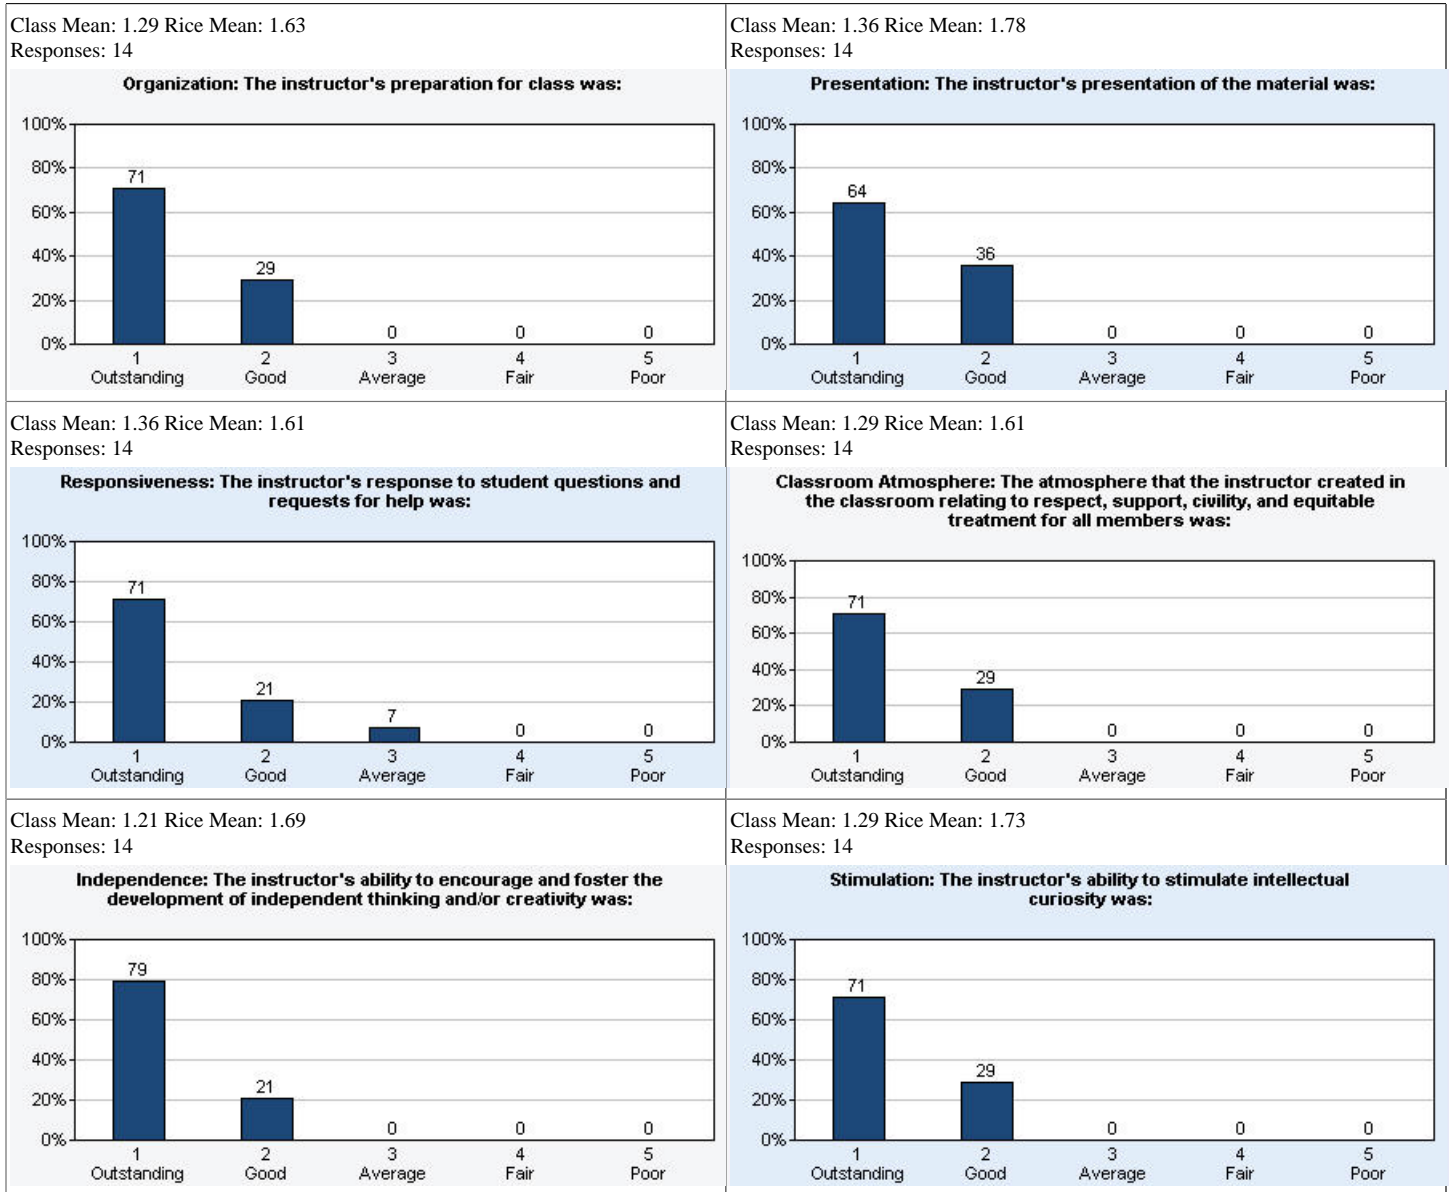 Class Mean: 1.29 Rice Mean: 1.63
Responses: 14
Organization: The instructor's preparation for class was:
100%
80%
60%
40%
20%
0%
71
29
0
0
0
1
2
3
4
5
Outstanding
Good
Average
Fair
Poor
Class Mean: 1.36 Rice Mean: 1.78
Responses: 14
Presentation: The instructor's presentation of the material was:
100%
80%
60%
40%
20%
0%
64
36
0
0
0
1
2
3
4
5
Outstanding
Good
Average
Fair
Poor
Class Mean: 1.36 Rice Mean: 1.61
Responses: 14
Responsiveness: The instructor's response to student questions and
requests for help was:
100%
80%
60%
40%
20%
0%
71
21
7
0
0
1
2
3
4
5
Outstanding
Good
Average
Fair
Poor
Class Mean: 1.29 Rice Mean: 1.61
Responses: 14
Classroom Atmosphere: The atmosphere that the instructor created in
the classroom relating to respect, support, civility, and equitable
treatment for all members was:
100%
80%
60%
40%
20%
0%
71
29
0
0
0
1
2
3
4
5
Outstanding
Good
Average
Fair
Poor
Class Mean: 1.21 Rice Mean: 1.69
Responses: 14
Independence: The instructor's ability to encourage and foster the
development of independent thinking and/or creativity was:
100%
80%
60%
40%
20%
0%
79
21
0
0
0
1
2
3
4
5
Outstanding
Good
Average
Fair
Poor
Class Mean: 1.29 Rice Mean: 1.73
Responses: 14
Stimulation: The instructor's ability to stimulate intellectual
curiosity was:
100%
80%
60%
40%
20%
0%
71
29
0
0
0
1
2
3
4
5
Outstanding
Good
Average
Fair
Poor